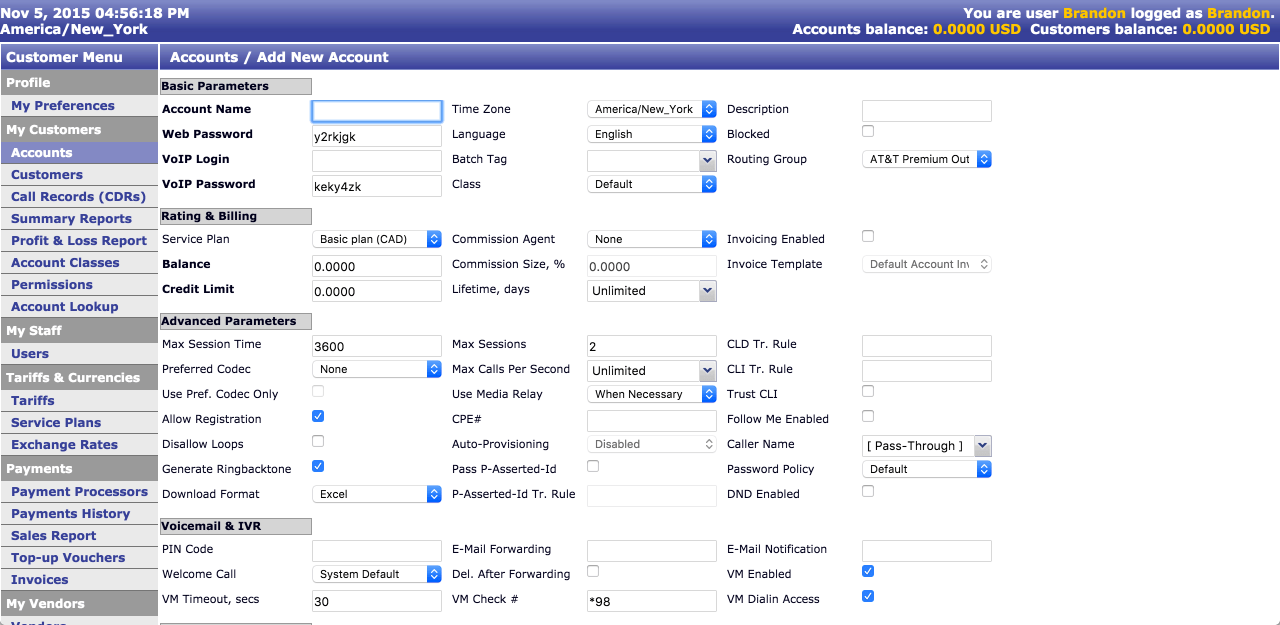 Nov 5, 2015 04:56:18 PM
America/New_York
You are user Brandon logged as Brandon.
Accounts balance: 0.0000 USD Customers balance: 0.0000 USD
Customer Menu
Profile
My Preferences
My Customers
Accounts
Customers
Call Records (CDRs)
Summary Reports
Profit & Loss Report
Account Classes
Permissions
Account Lookup
My Staff
Users
Tariffs & Currencies
Tariffs
Service Plans
Exchange Rates
Payments
Payment Processors
Payments History
Sales Report
Top-up Vouchers
Invoices
My Vendors
Accounts / Add New Account
Basic Parameters
Account Name Time Zone America/New_York Description
Web Password y2rkjgk Language English Blocked
VoIP Login Batch Tag Routing Group AT&T Premium Out
VoIP Password keky4zk Class Default
Rating & Billing
Service Plan Basic plan (CAD) Commission Agent None Invoicing Enabled
Balance 0.0000 Commission Size, % 0.0000 Invoice Template Default Account Inv
Credit Limit 0.0000 Lifetime, days Unlimited
Advanced Parameters
Max Session Time 3600 Max Sessions 2 CLD Tr. Rule
Preferred Codec None Max Calls Per Second Unlimited CLI Tr. Rule
Use Pref. Codec Only Use Media Relay When Necessary Trust CLI
Allow Registration CPE# Follow Me Enabled
Disallow Loops Auto-Provisioning Disabled Caller Name [ Pass-Through ]
Generate Ringbacktone Pass P-Asserted-Id Password Policy Default
Download Format Excel P-Asserted-Id Tr. Rule DND Enabled
Voicemail & IVR
PIN Code E-Mail Forwarding E-Mail Notification
Welcome Call System Default Del. After Forwarding VM Enabled
VM Timeout, secs 30 VM Check # *98 VM Dialin Access